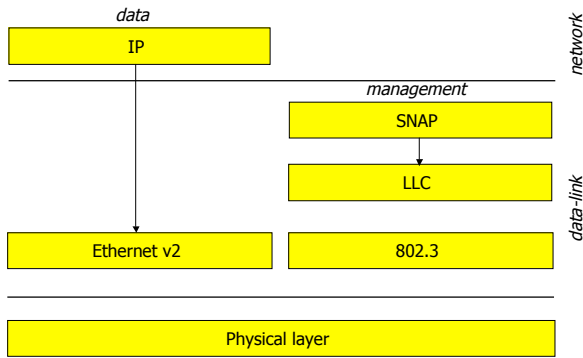 data
IP
network
management
SNAP
LLC
data-link
Ethernet v2
802.3
Physical layer